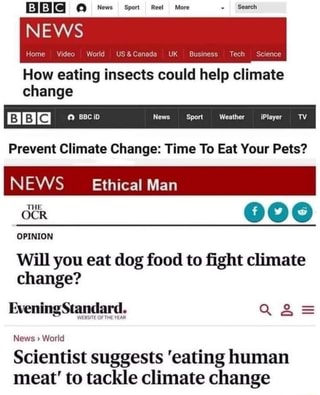 BBC News Sport Reel More Search
NEWS
Home Video World US & Canada UK Business Tech Science
How eating insects could help climate
change
BBC BBC iD News Sport Weather iPlayer TV
Prevent Climate Change: Time To Eat Your Pets?
NEWS Ethical Man
THE
OCR
OPINION
Will you eat dog food to fight climate
change?
Evening Standard.
WEBSITE OF THE YEAR
News › World
Scientist suggests 'eating human
meat' to tackle climate change